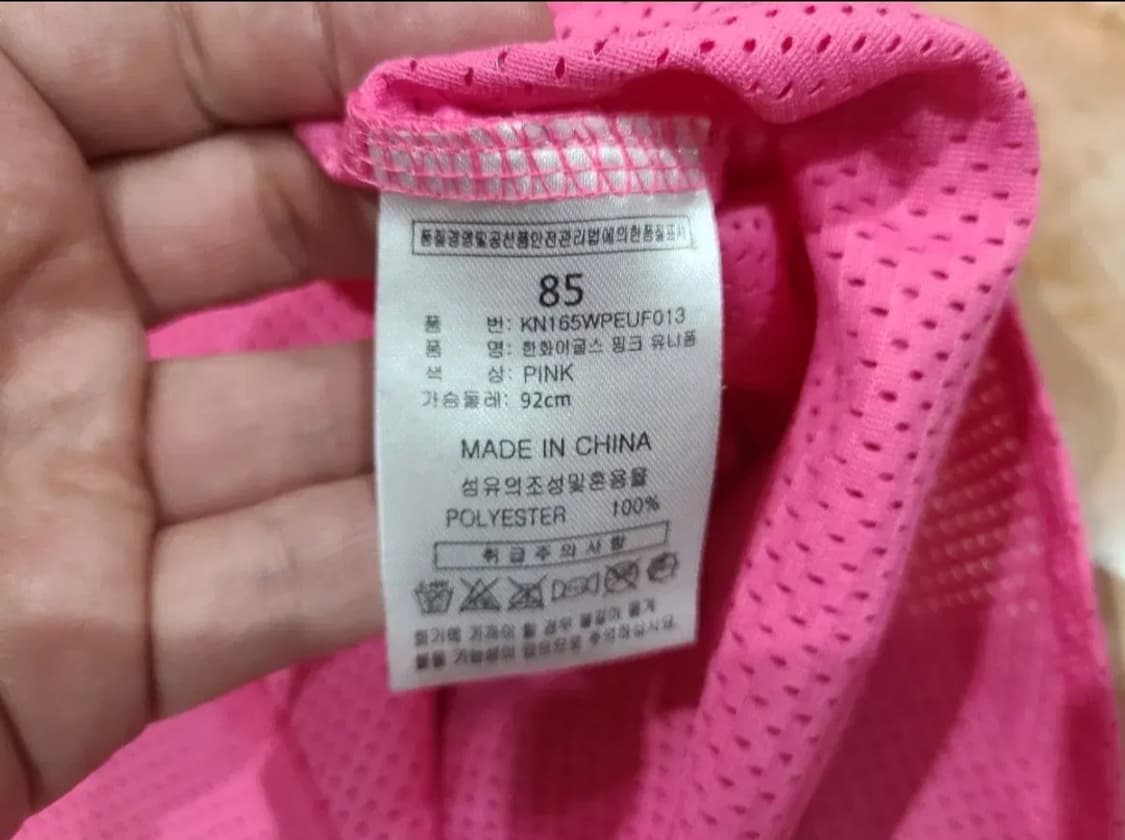 품질경영및공산품안전관리법에의한품질표시
85
품 번: KN165WPEUF013
품 명: 한화이글스 핑크 유니폼
색 상: PINK
가슴둘레: 92cm
MADE IN CHINA
섬유의조성및혼용율
POLYESTER 100%
취급주의사항